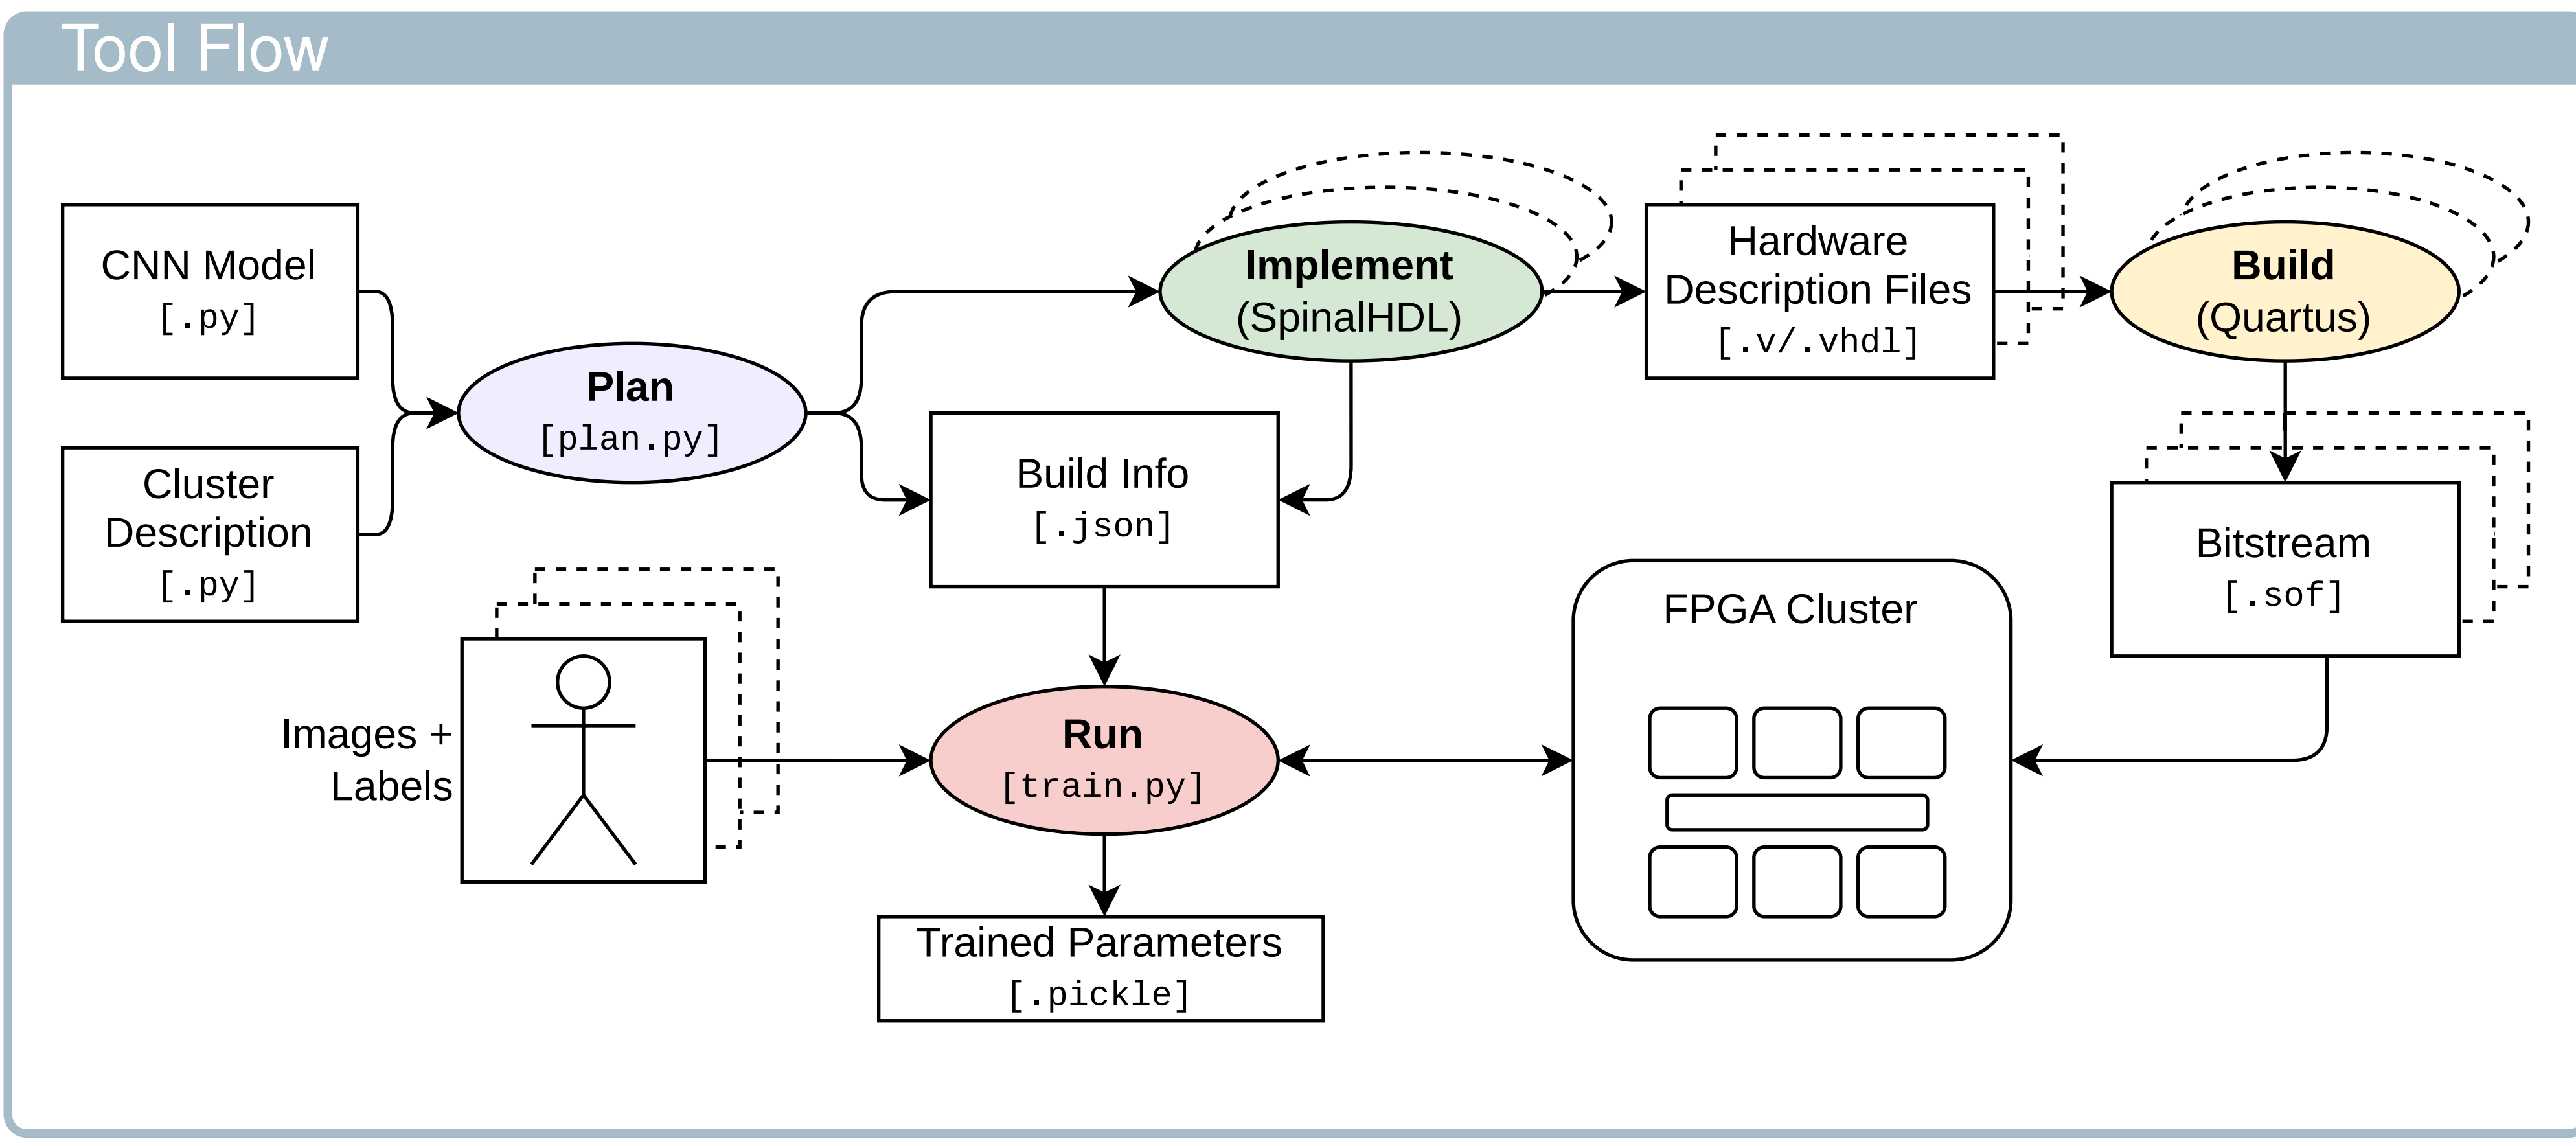 Tool Flow
CNN Model
[.py]
Cluster
Description
[.py]
Plan
[plan.py]
Implement
(SpinalHDL)
Hardware
Description Files
[.v/.vhdl]
Build
(Quartus)
Build Info
[.json]
Bitstream
[.sof]
FPGA Cluster
Images +
Labels
Run
[train.py]
Trained Parameters
[.pickle]